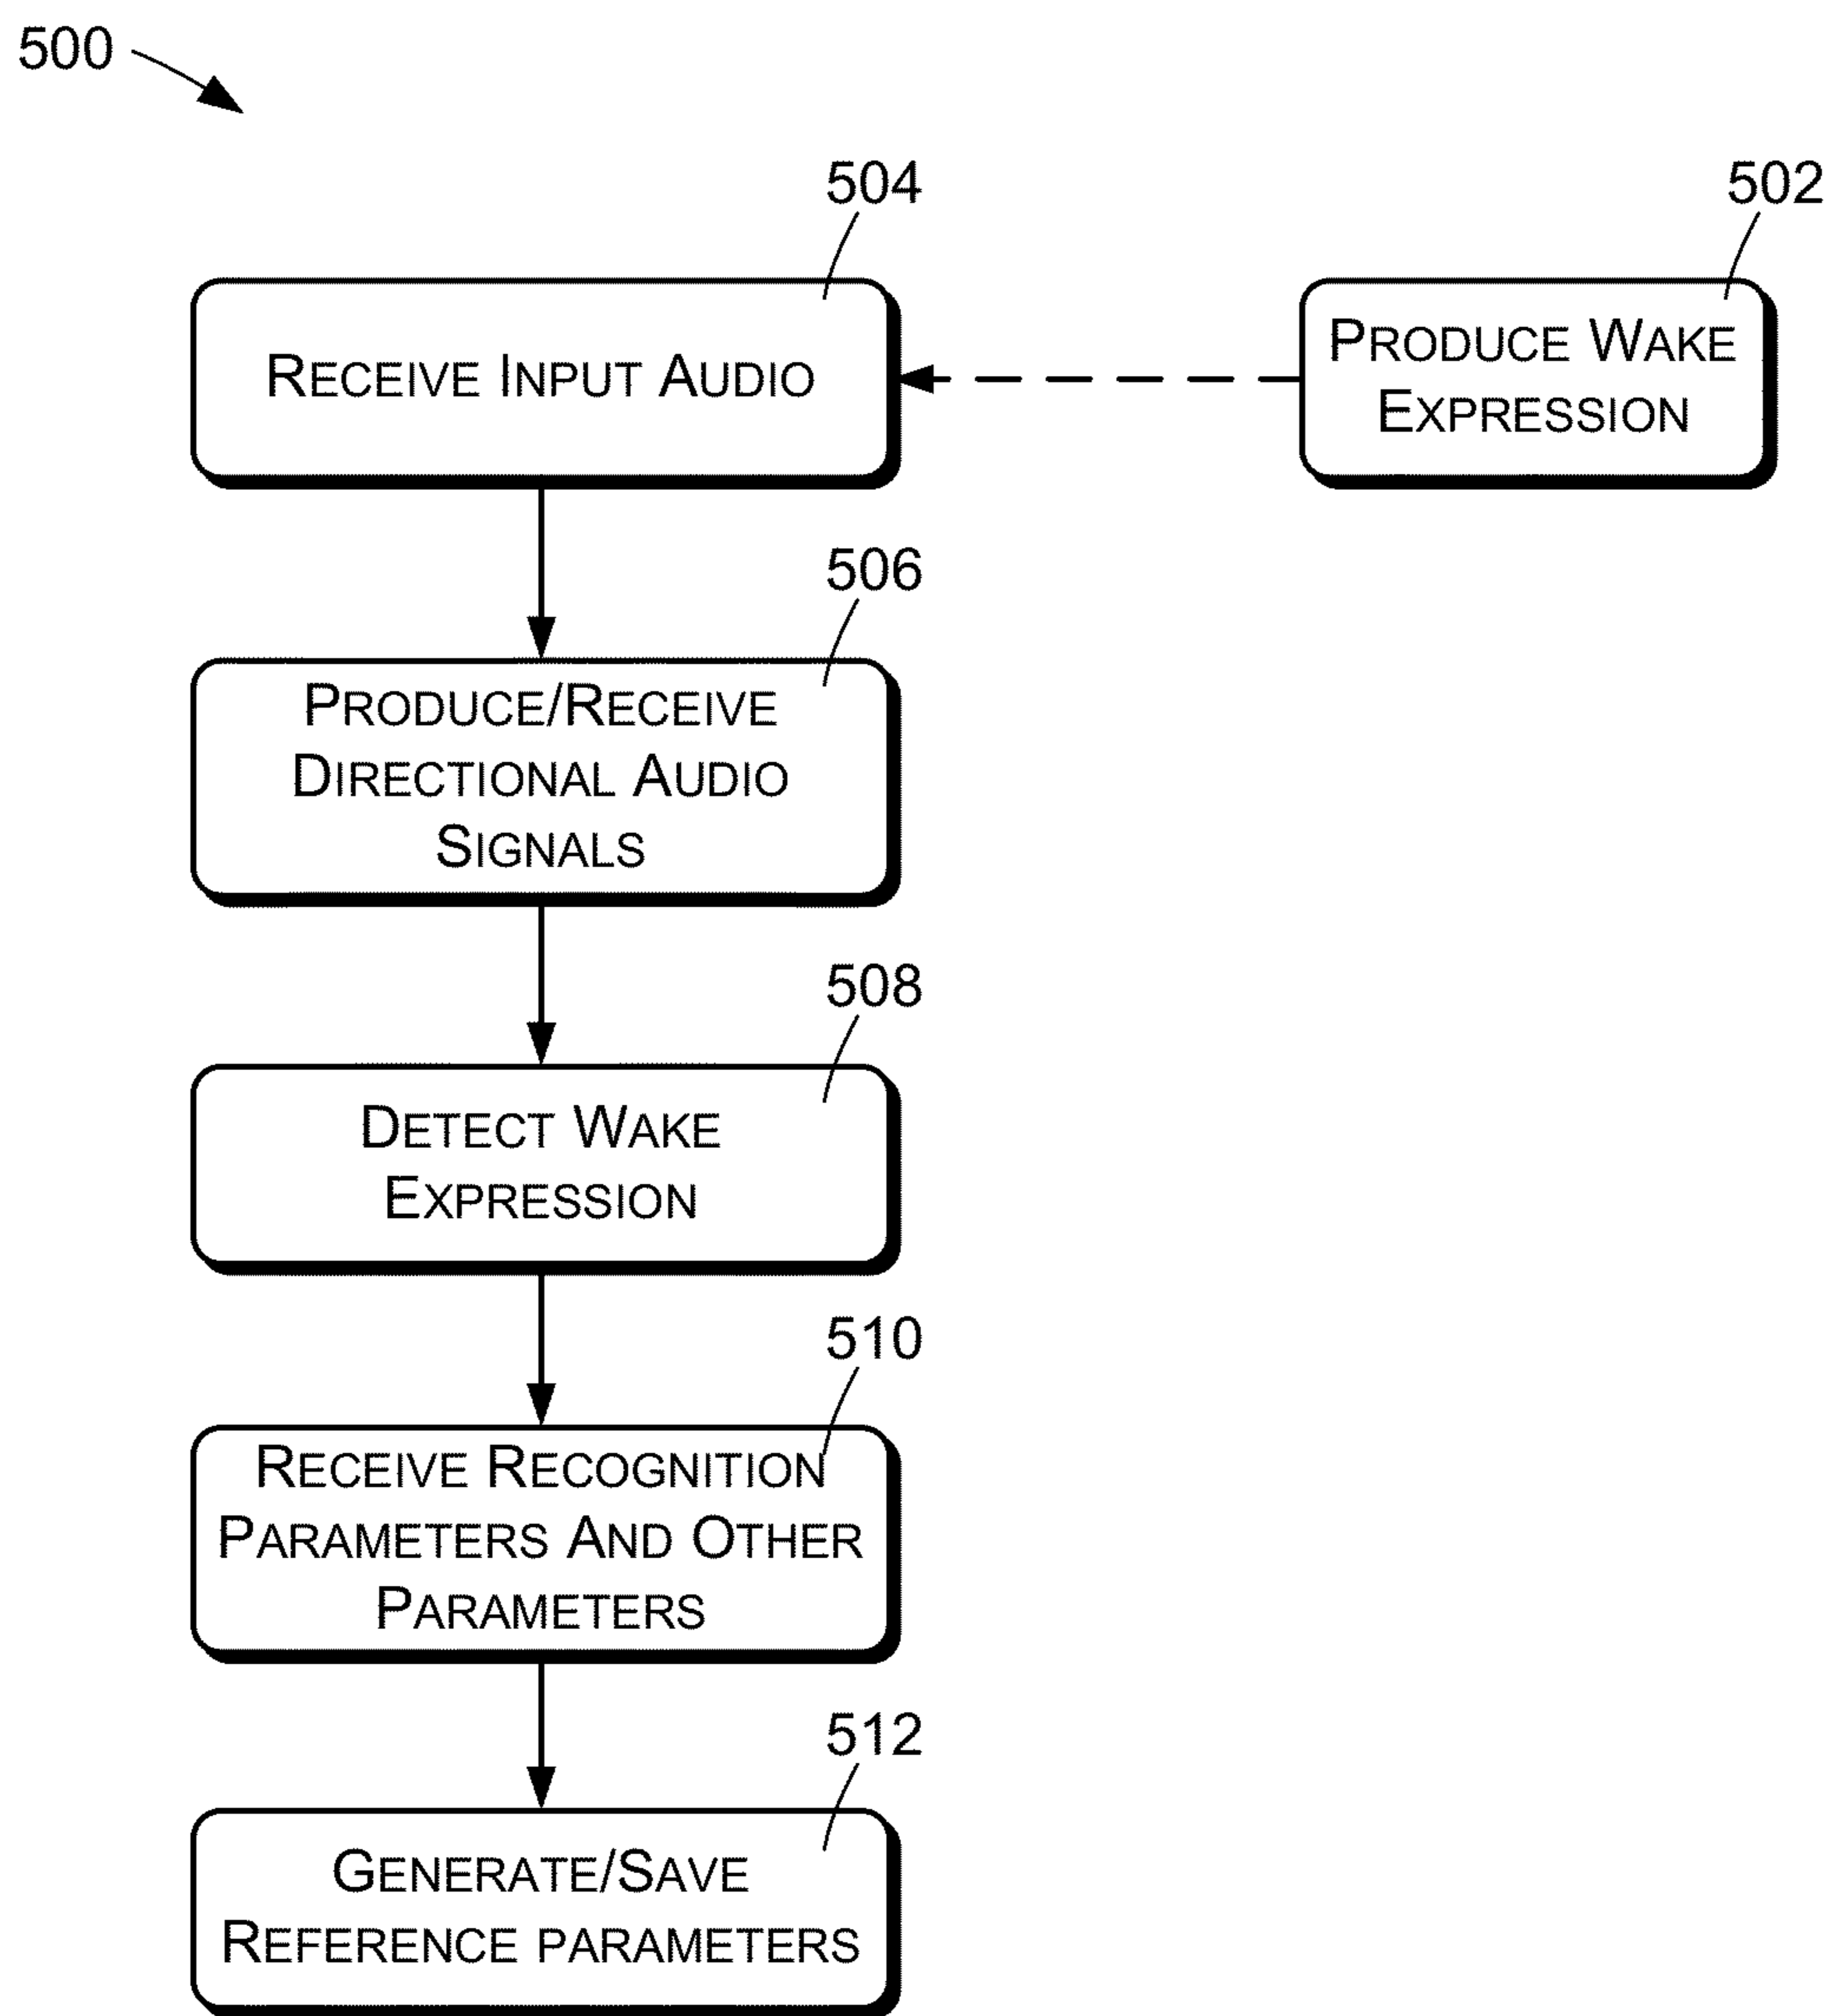 500
504
502
RECEIVE INPUT AUDIO
PRODUCE WAKE
EXPRESSION
506
PRODUCE/RECEIVE
DIRECTIONAL AUDIO
SIGNALS
508
DETECT WAKE
EXPRESSION
510
RECEIVE RECOGNITION
PARAMETERS AND OTHER
PARAMETERS
512
GENERATE/SAVE
REFERENCE PARAMETERS